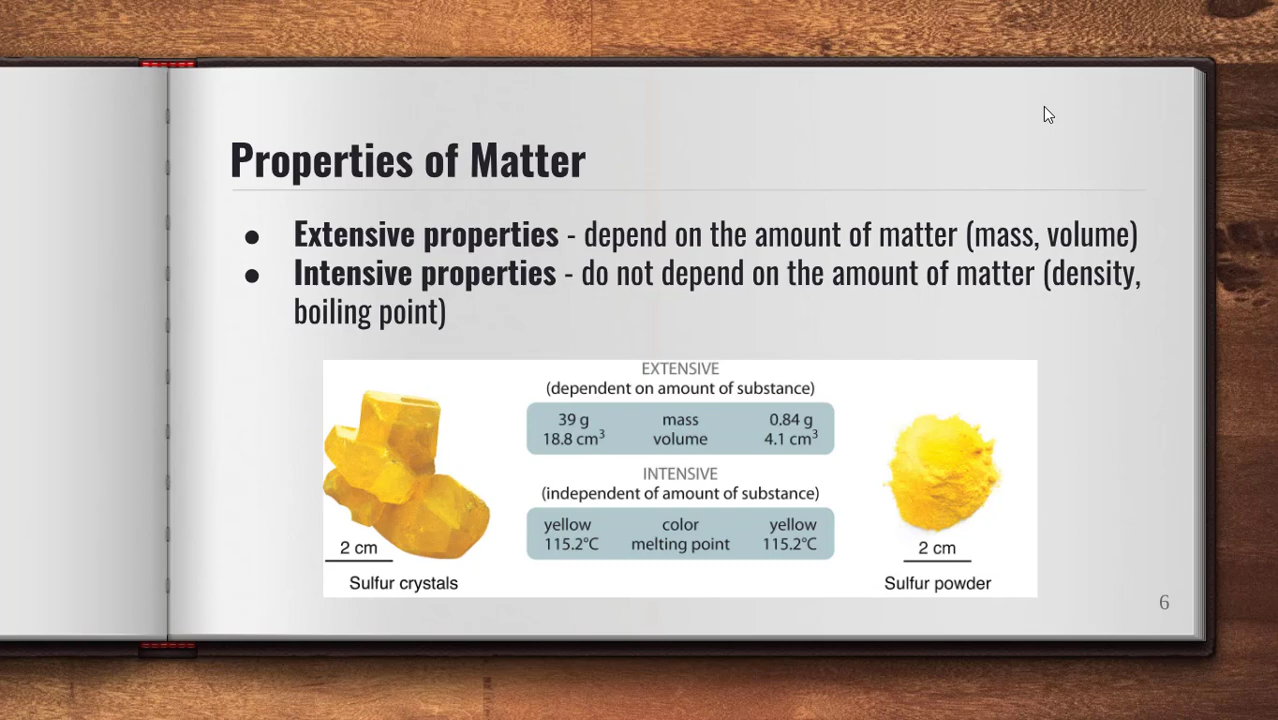 Properties of Matter
● Extensive properties - depend on the amount of matter (mass, volume)
● Intensive properties - do not depend on the amount of matter (density,
boiling point)
EXTENSIVE
(dependent on amount of substance)
39 g mass 0.84 g
18.8 cm³ volume 4.1 cm³
INTENSIVE
(independent of amount of substance)
yellow color yellow
115.2°C melting point 115.2°C
2 cm 2 cm
Sulfur crystals Sulfur powder
6